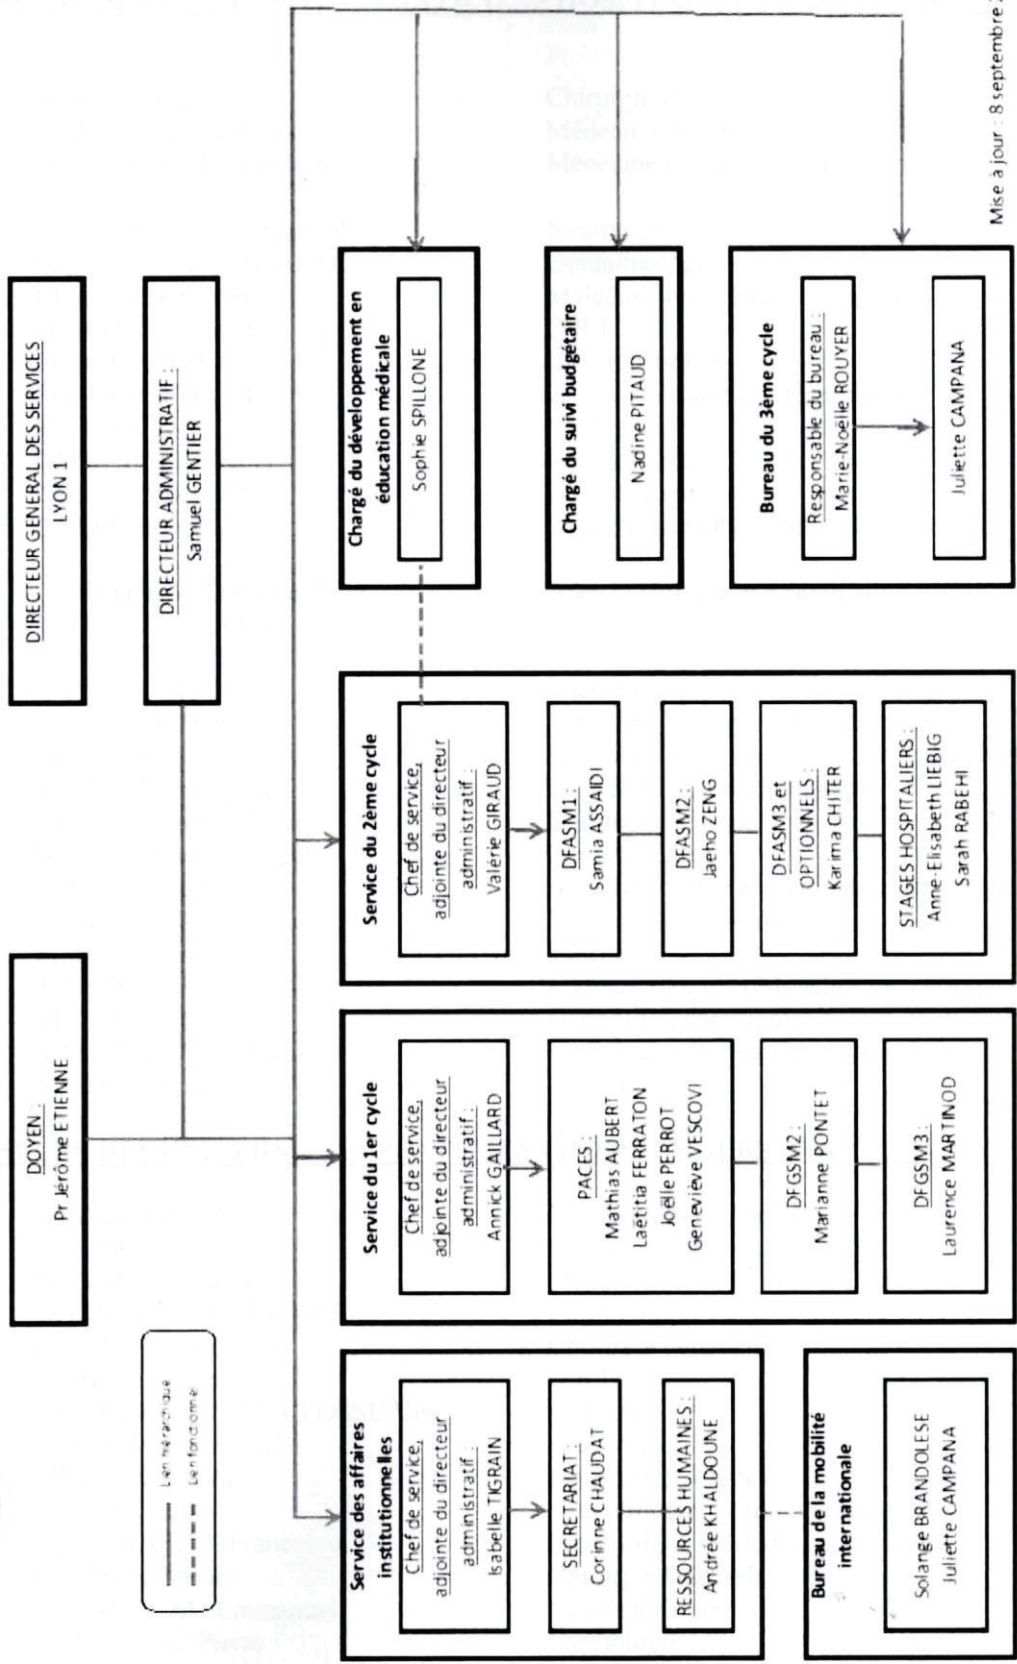 DOYEN :
Pr Jérôme ETIENNE
DIRECTEUR GENERAL DES SERVICES
LYON 1
DIRECTEUR ADMINISTRATIF :
Samuel GENTIER
Lien hiérarchique
Lien fonctionnel
Service des affaires
institutionnelles
Chef de service,
adjointe du directeur
administratif :
Isabelle TIGRAIN
SECRETARIAT :
Corinne CHAUDAT
RESSOURCES HUMAINES :
Andrée KHALDOUNE
Bureau de la mobilité
internationale
Solange BRANDOLESE
Juliette CAMPANA
Service du 1er cycle
Chef de service,
adjointe du directeur
administratif :
Annick GAILLARD
PACES :
Mathias AUBERT
Laëtitia FERRATON
Joëlle PERROT
Geneviève VESCOVI
DFGSM2 :
Marianne PONTET
DFGSM3 :
Laurence MARTINOD
Service du 2ème cycle
Chef de service,
adjointe du directeur
administratif :
Valérie GIRAUD
DFASM1 :
Samia ASSAIDI
DFASM2 :
Jaeho ZENG
DFASM3 et
OPTIONNELS :
Karima CHITER
STAGES HOSPITALIERS :
Anne-Elisabeth LIEBIG
Sarah RABEHI
Chargé du développement en
éducation médicale
Sophie SPILLONE
Chargé du suivi budgétaire
Nadine PITAUD
Bureau du 3ème cycle
Responsable du bureau :
Marie-Noëlle ROUYER
Juliette CAMPANA
Mise à jour : 8 septembre